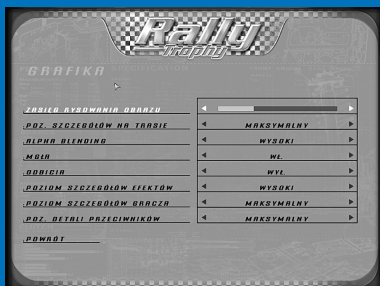 Rally
Trophy
GRAFIKA
ZASIĘG RYSOWANIA OBRAZU
POZ. SZCZEGÓŁÓW NA TRASIE MAKSYMALNY
ALPHA BLENDING WYSOKI
MGŁA WŁ.
ODBICIA WYŁ.
POZIOM SZCZEGÓŁÓW EFEKTÓW WYSOKI
POZIOM SZCZEGÓŁÓW GRACZA MAKSYMALNY
POZ. DETALI PRZECIWNIKÓW MAKSYMALNY
POWRÓT